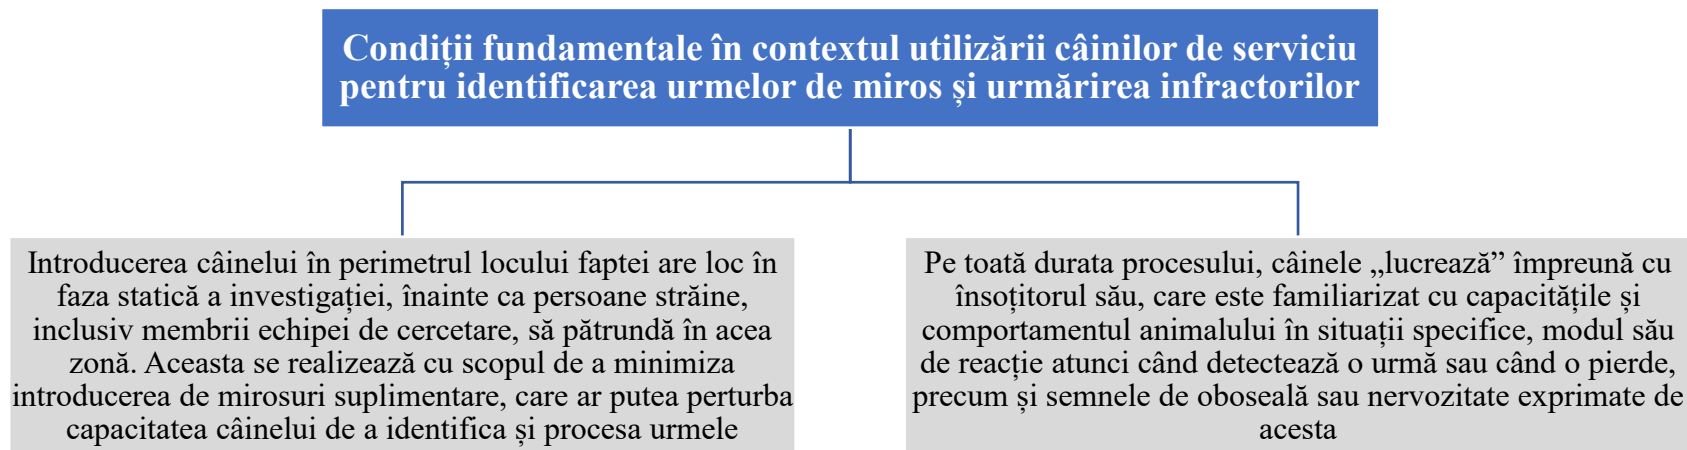 Condiții fundamentale în contextul utilizării câinilor de serviciu
pentru identificarea urmelor de miros și urmărirea infractorilor
Introducerea câinelui în perimetrul locului faptei are loc în
faza statică a investigației, înainte ca persoane străine,
inclusiv membrii echipei de cercetare, să pătrundă în acea
zonă. Aceasta se realizează cu scopul de a minimiza
introducerea de mirosuri suplimentare, care ar putea perturba
capacitatea câinelui de a identifica și procesa urmele
Pe toată durata procesului, câinele „lucrează” împreună cu
însoțitorul său, care este familiarizat cu capacitățile și
comportamentul animalului în situații specifice, modul său
de reacție atunci când detectează o urmă sau când o pierde,
precum și semnele de oboseală sau nervozitate exprimate de
acesta